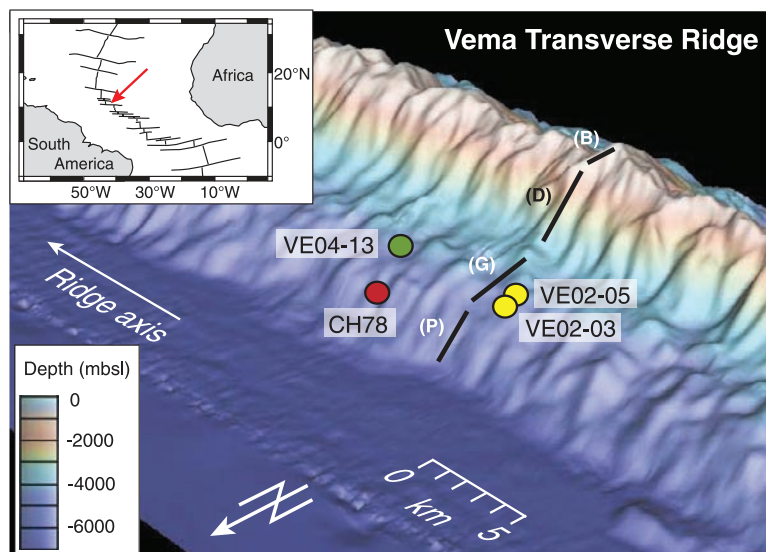 Vema Transverse Ridge
Africa
20°N
0°
South
America
50°W
30°W
10°W
(B)
(D)
VE04-13
(G)
VE02-05
CH78
VE02-03
(P)
Ridge axis
Depth (mbsl)
0
-2000
-4000
-6000
N
0
km
5